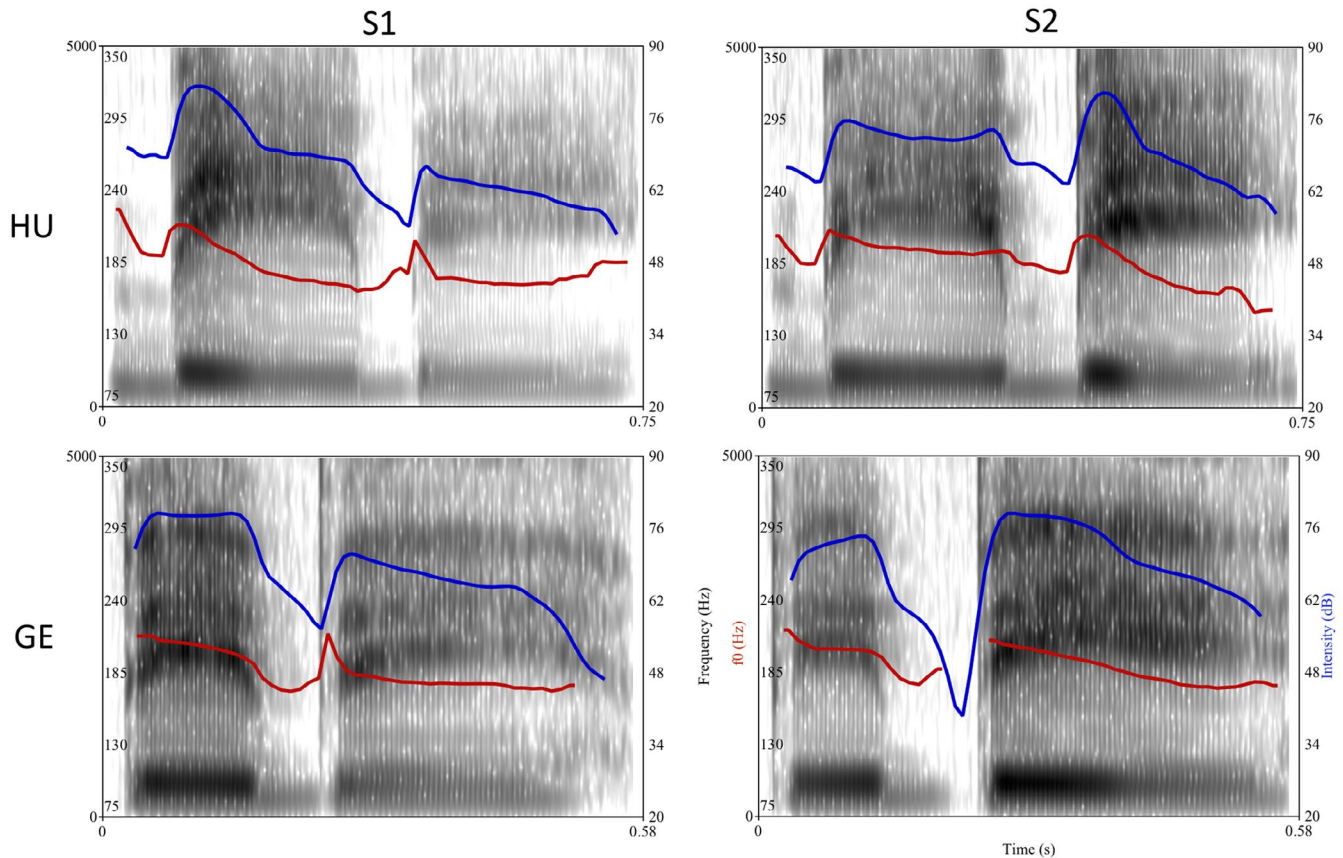 S1 S2
HU
5000 350 90 5000 350 90
295 76 295 76
240 62 240 62
185 48 185 48
130 34 130 34
75 75
0 20 0 20
0 0.75 0 0.75
GE
5000 350 90 5000 350 90
295 76 295 76
240 62 240 62
185 48 185 48
130 34 130 34
75 75
0 20 0 20
0 0.58 0 0.58
Frequency (Hz)
f0 (Hz)
Intensity (dB)
Time (s)